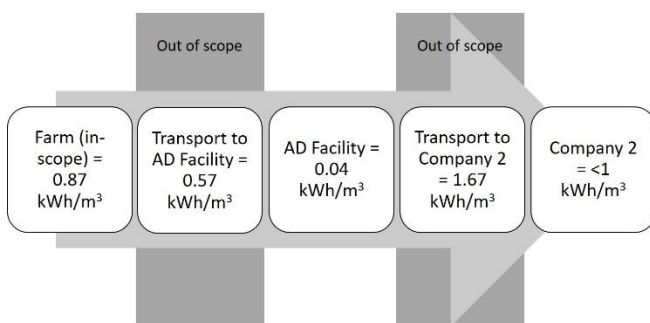 Out of scope
Out of scope
Farm (in-
scope) =
0.87
kWh/m³
Transport to
AD Facility =
0.57
kWh/m³
AD Facility =
0.04
kWh/m³
Transport to
Company 2
= 1.67
kWh/m³
Company 2
= <1
kWh/m³